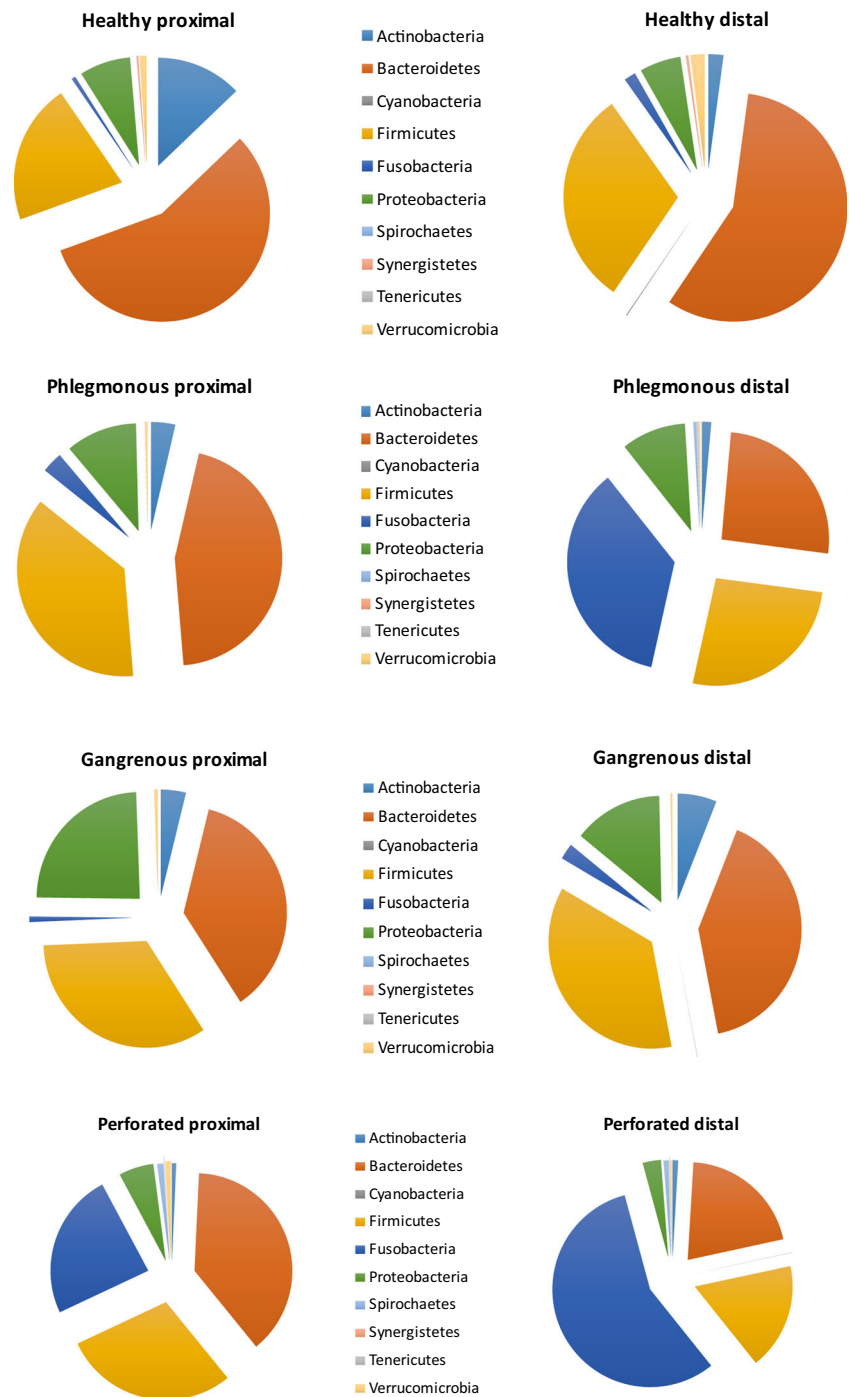 Healthy proximal
Healthy distal
Actinobacteria
Bacteroidetes
Cyanobacteria
Firmicutes
Fusobacteria
Proteobacteria
Spirochaetes
Synergistetes
Tenericutes
Verrucomicrobia
Phlegmonous proximal
Phlegmonous distal
Actinobacteria
Bacteroidetes
Cyanobacteria
Firmicutes
Fusobacteria
Proteobacteria
Spirochaetes
Synergistetes
Tenericutes
Verrucomicrobia
Gangrenous proximal
Gangrenous distal
Actinobacteria
Bacteroidetes
Cyanobacteria
Firmicutes
Fusobacteria
Proteobacteria
Spirochaetes
Synergistetes
Tenericutes
Verrucomicrobia
Perforated proximal
Perforated distal
Actinobacteria
Bacteroidetes
Cyanobacteria
Firmicutes
Fusobacteria
Proteobacteria
Spirochaetes
Synergistetes
Tenericutes
Verrucomicrobia